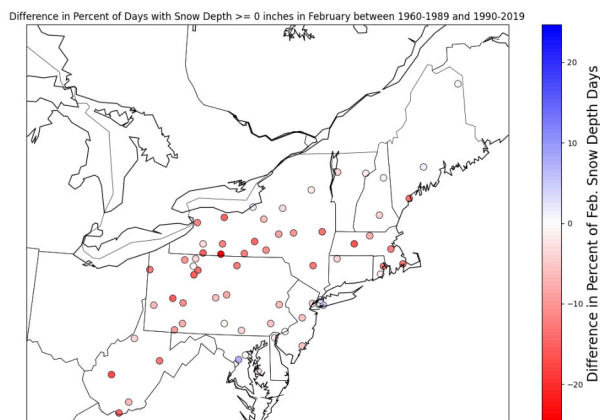 Difference in Percent of Days with Snow Depth >= 0 inches in February between 1960-1989 and 1990-2019
20
10
0
−10
−20
Difference in Percent of Feb. Snow Depth Days